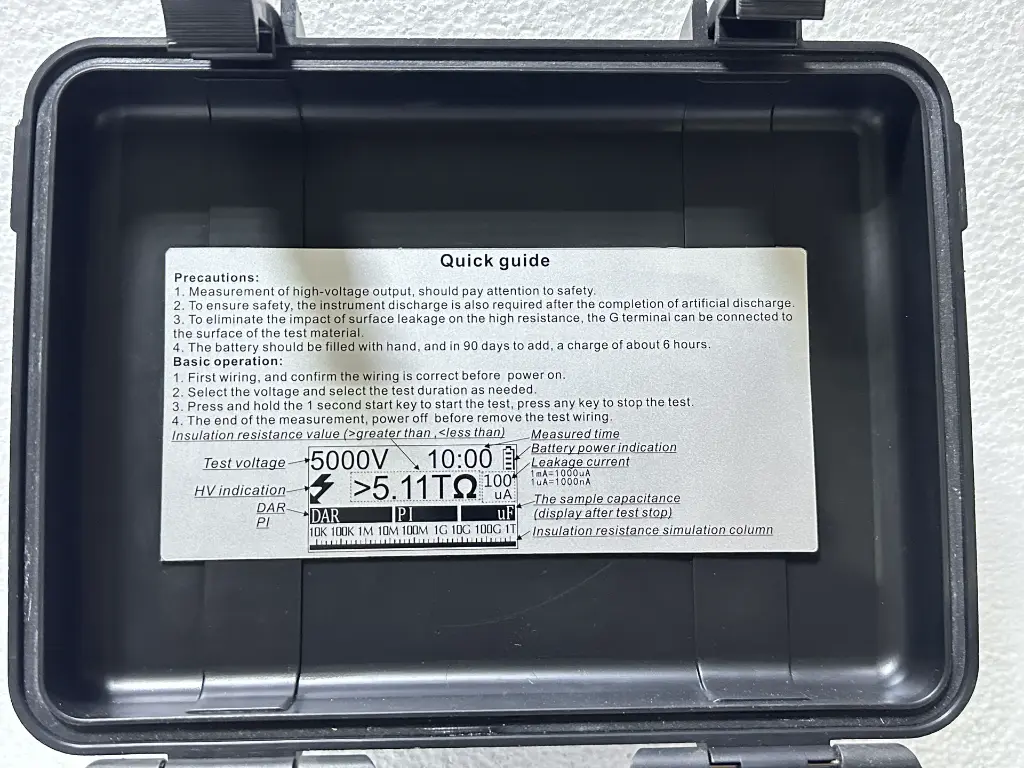 Quick guide
Precautions:
1. Measurement of high-voltage output, should pay attention to safety.
2. To ensure safety, the instrument discharge is also required after the completion of artificial discharge.
3. To eliminate the impact of surface leakage on the high resistance, the G terminal can be connected to
the surface of the test material.
4. The battery should be filled with hand, and in 90 days to add, a charge of about 6 hours.
Basic operation:
1. First wiring, and confirm the wiring is correct before power on.
2. Select the voltage and select the test duration as needed.
3. Press and hold the 1 second start key to start the test, press any key to stop the test.
4. The end of the measurement, power off before remove the test wiring.
Insulation resistance value (>greater than ,<less than)
Measured time
Battery power indication
Test voltage
5000V 10:00
Leakage current
1mA=1000uA
1uA=1000nA
HV indication
>5.11TΩ
100
uA
DAR
PI
DAR PI uF
The sample capacitance
(display after test stop)
10K 100K 1M 10M 100M 1G 10G 100G 1T
Insulation resistance simulation column